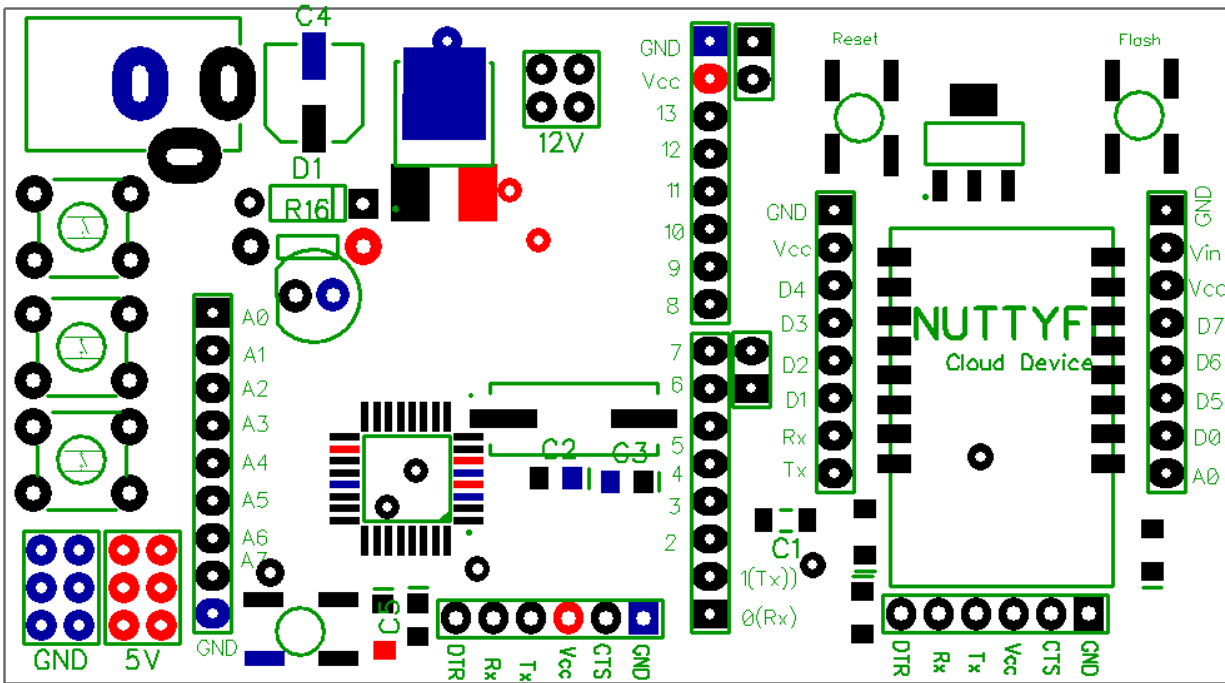 C4
D1
R16
12V
GND
Vcc
13
12
11
10
9
8
7
6
5
4
3
2
1(Tx))
0(Rx)
A0
A1
A2
A3
A4
A5
A6
A7
GND
GND
5V
C2
C3
C1
C5
DTR
Rx
Tx
Vcc
CTS
GND
Reset
Flash
GND
Vcc
D4
D3
D2
D1
Rx
Tx
NUTTYF
Cloud Device
GND
Vin
Vcc
D7
D6
D5
D0
A0
DTR
Rx
Tx
Vcc
CTS
GND